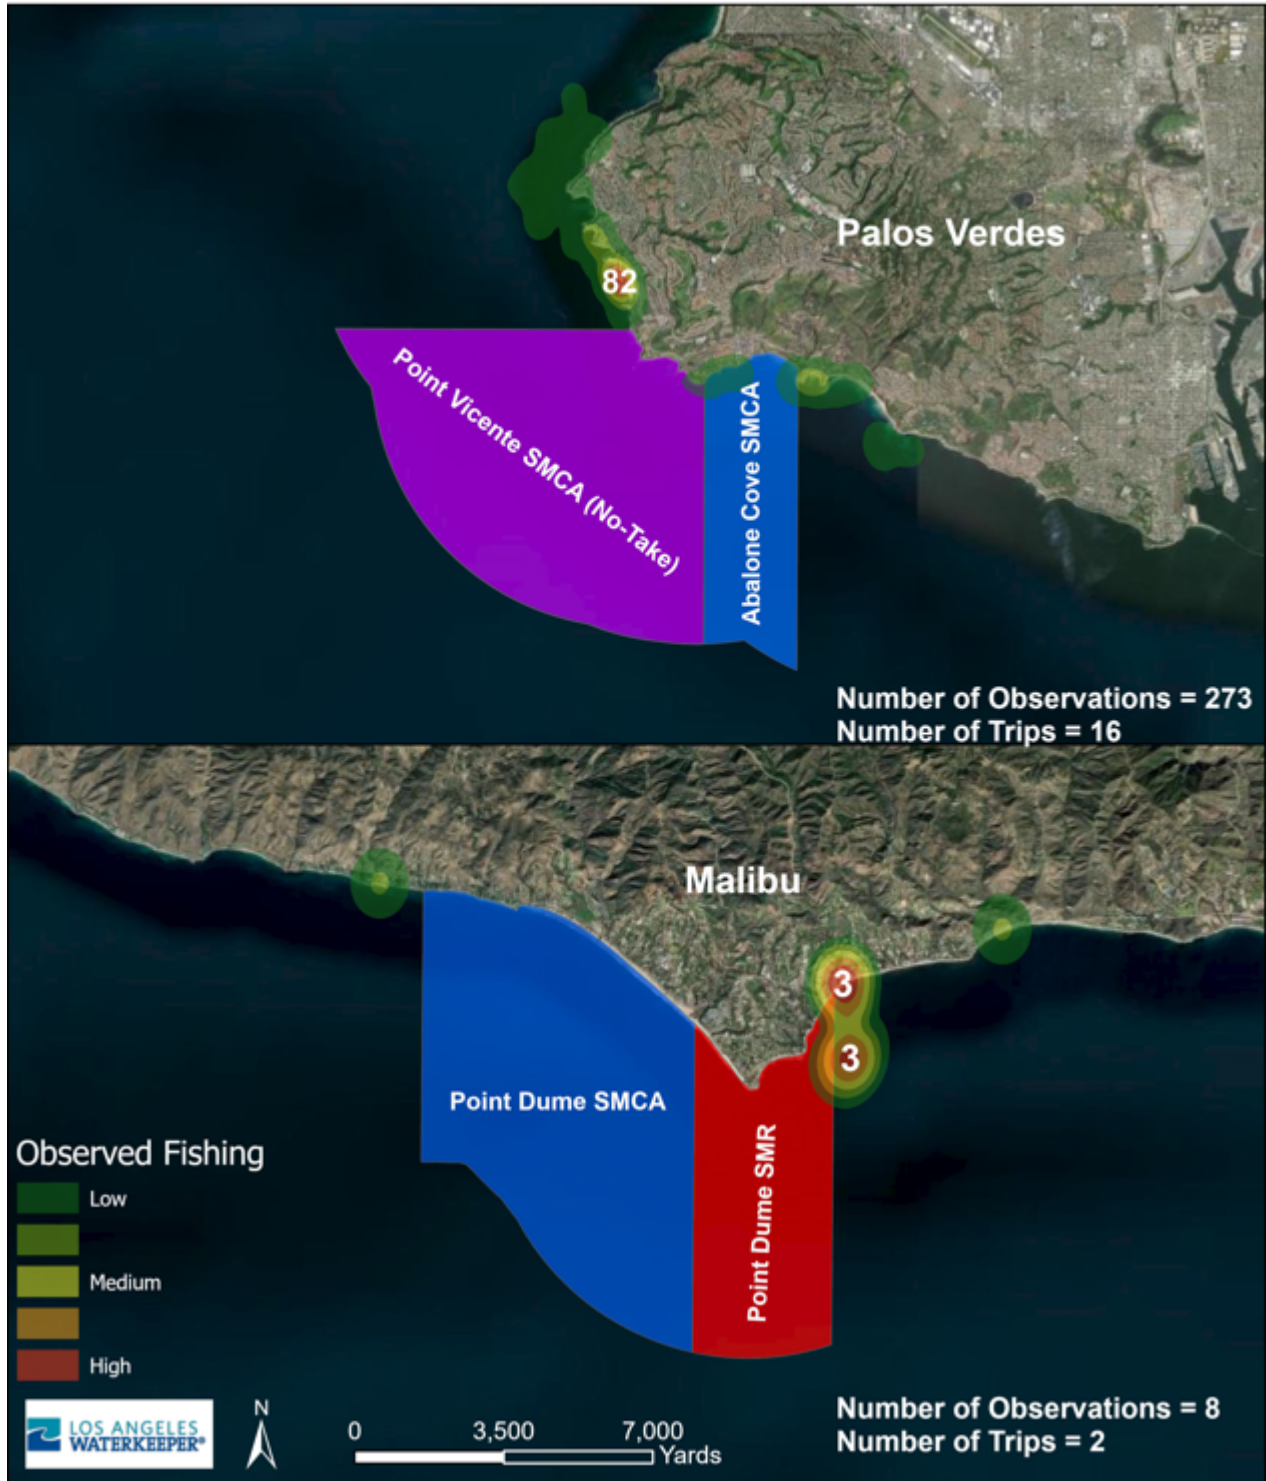 Palos Verdes
82
Point Vicente SMCA (No-Take)
Abalone Cove SMCA
Number of Observations = 273
Number of Trips = 16
Malibu
3
3
Point Dume SMCA
Point Dume SMR
Observed Fishing
Low
Medium
High
LOS ANGELES
WATERKEEPER®
N
0 3,500 7,000
Yards
Number of Observations = 8
Number of Trips = 2